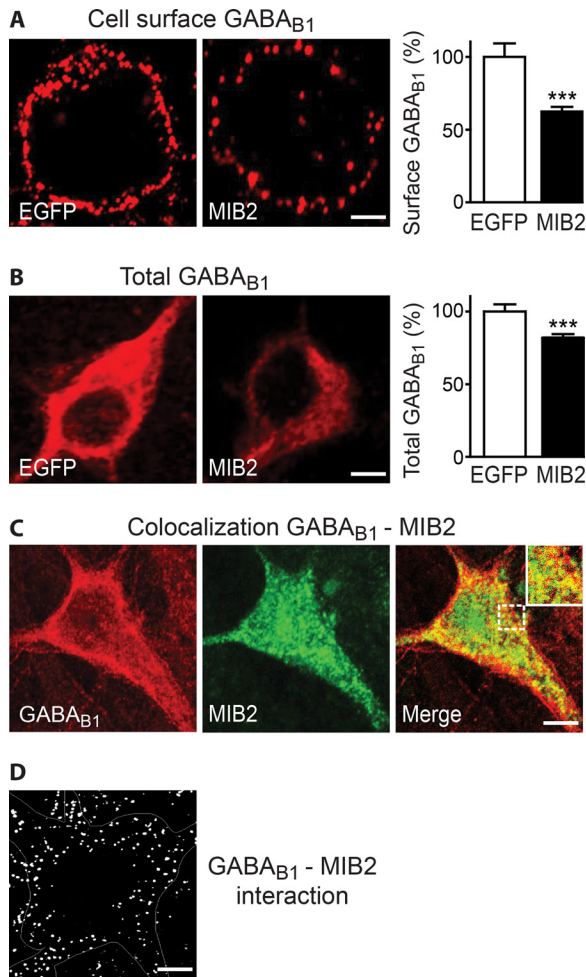 A
Cell surface GABAB1
EGFP
MIB2
Surface GABAB1 (%)
100
50
0
***
EGFP MIB2
B
Total GABAB1
EGFP
MIB2
Total GABAB1 (%)
100
50
0
***
EGFP MIB2
C
Colocalization GABAB1 - MIB2
GABAB1
MIB2
Merge
D
GABAB1 - MIB2
interaction